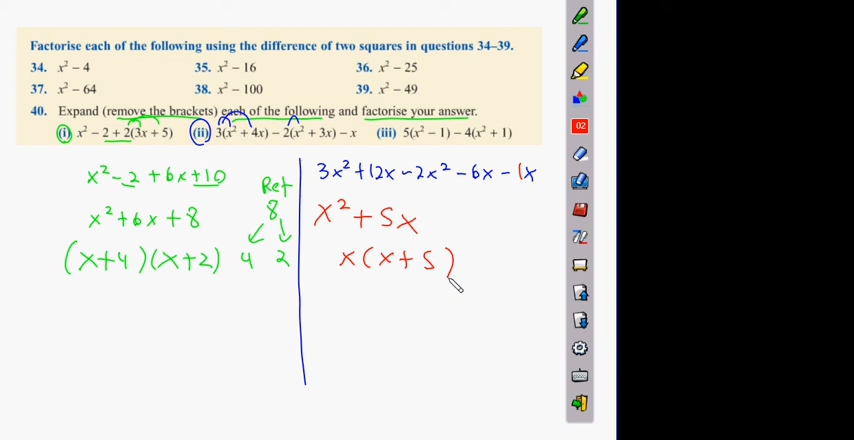 Factorise each of the following using the difference of two squares in questions 34–39.
34. x² − 4 35. x² − 16 36. x² − 25
37. x² − 64 38. x² − 100 39. x² − 49
40. Expand (remove the brackets) each of the following and factorise your answer.
(i) x² − 2 + 2(3x + 5) (ii) 3(x² + 4x) − 2(x² + 3x) − x (iii) 5(x² − 1) − 4(x² + 1)
x² − 2 + 6x + 10
x² + 6x + 8
(x+4)(x+2)
Ref
8
4 2
3x² + 12x − 2x² − 6x − 1x
x² + 5x
x(x+5)
02